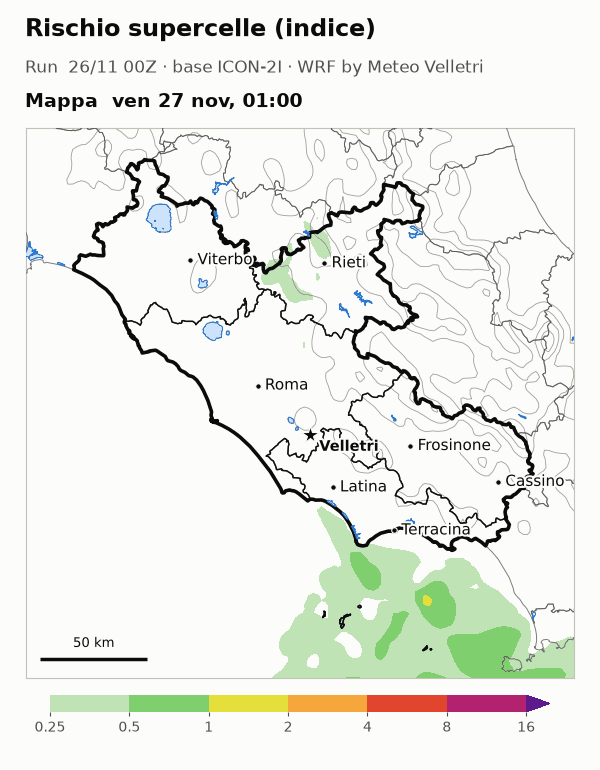 Rischio supercelle (indice)
Run  26/11 00Z · base ICON-2I · WRF by Meteo Velletri
Mappa  ven 27 nov, 01:00
Viterbo
Rieti
Roma
Velletri
Frosinone
Latina
Cassino
Terracina
50 km
0.25 0.5 1 2 4 8 16